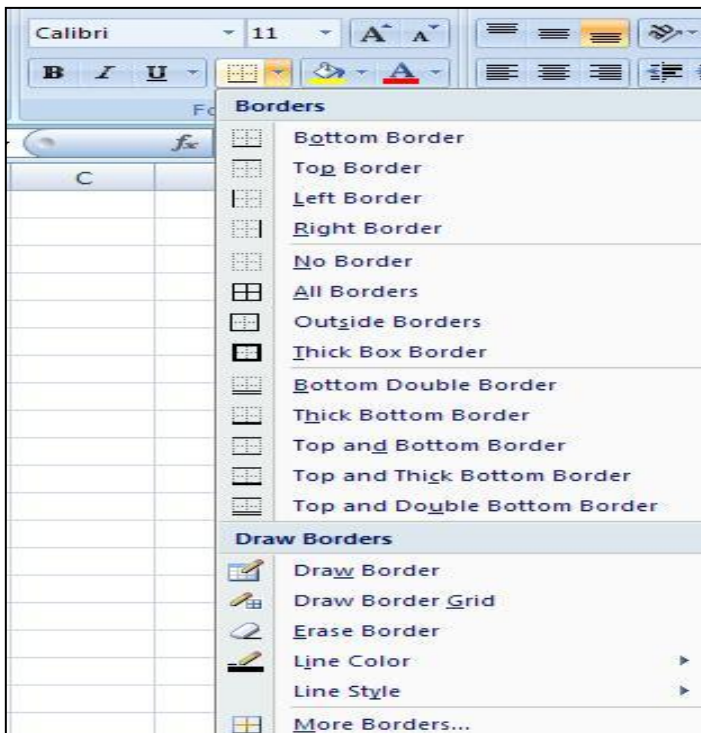 Calibri 11 A A
B I U A
Fo
Borders
fx
Bottom Border
C
Top Border
Left Border
Right Border
No Border
All Borders
Outside Borders
Thick Box Border
Bottom Double Border
Thick Bottom Border
Top and Bottom Border
Top and Thick Bottom Border
Top and Double Bottom Border
Draw Borders
Draw Border
Draw Border Grid
Erase Border
Line Color
Line Style
More Borders...